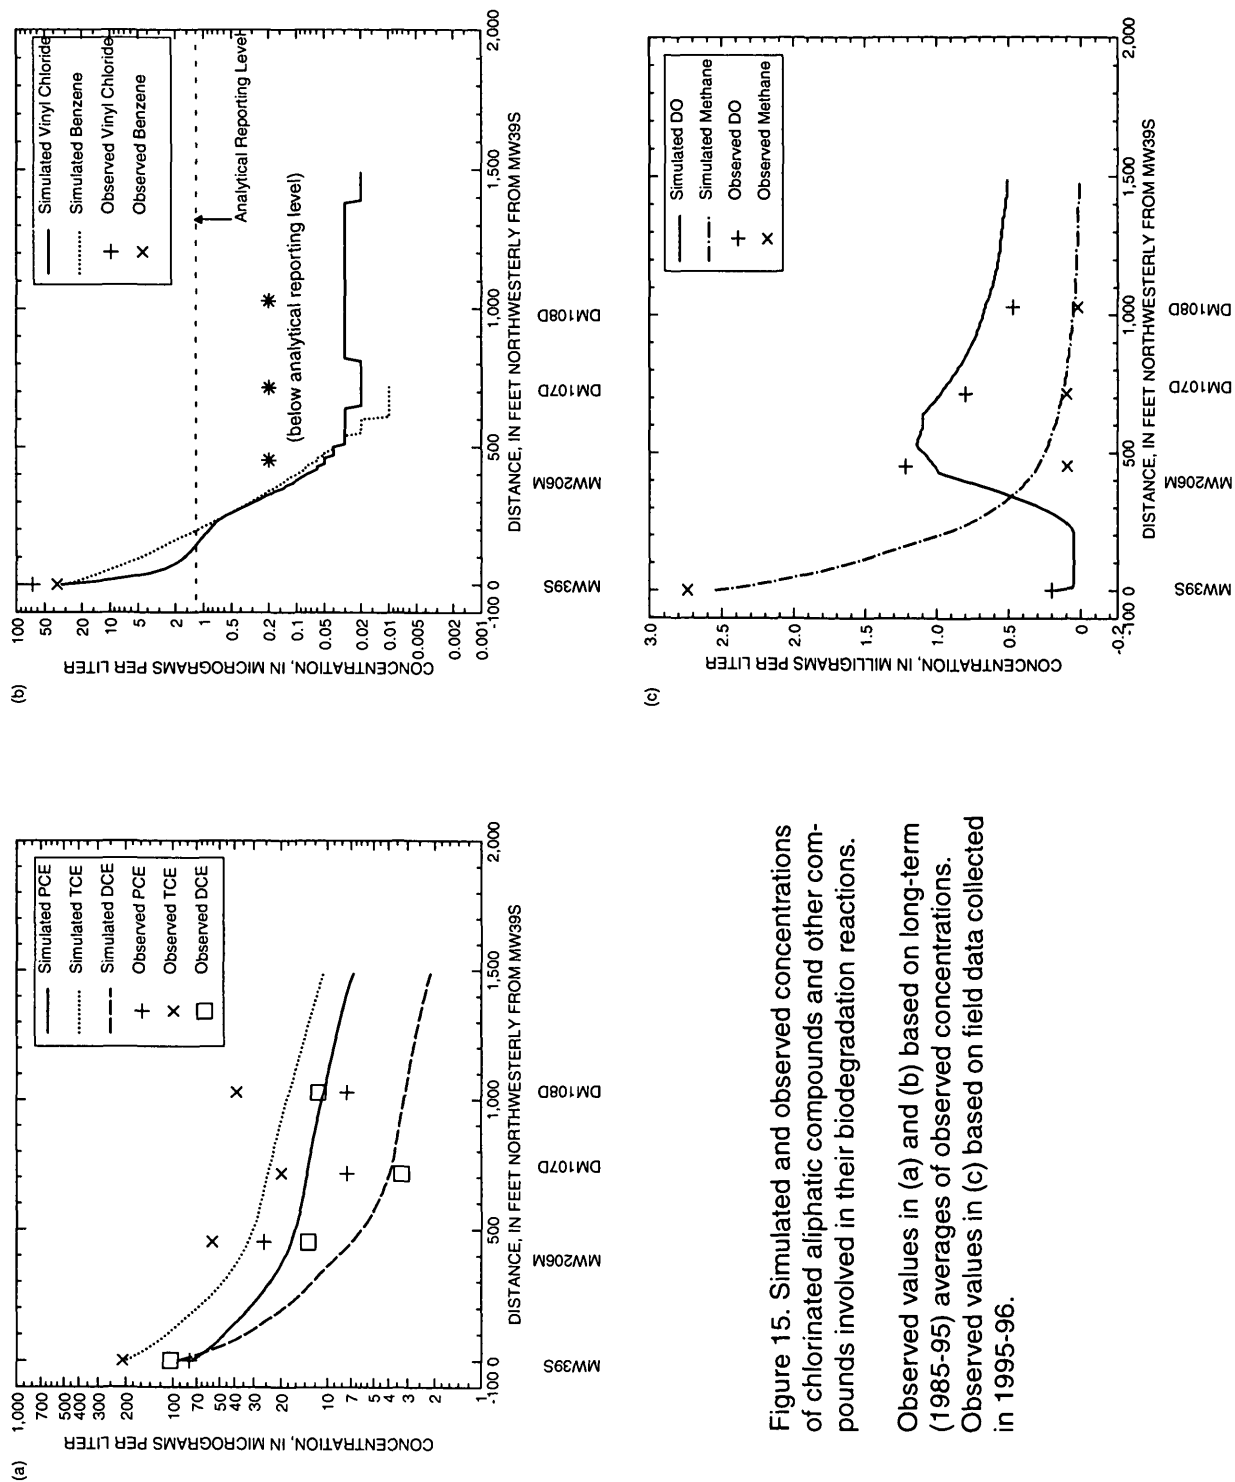 (a)
CONCENTRATION, IN MICROGRAMS PER LITER
1,000
700
500
400
200
100
70
50
30
20
10
7
5
4
3
2
1
Simulated PCE
Simulated TCE
Simulated DCE
Observed PCE
Observed TCE
Observed DCE
-100 0 500 1,000 1,500 2,000
DISTANCE, IN FEET NORTHWESTERLY FROM MW39S
MW39S MW206M DM107D DM108D
(b)
CONCENTRATION, IN MICROGRAMS PER LITER
100
50
20
10
5
2
1
0.5
0.2
0.1
0.05
0.02
0.01
0.005
0.002
0.001
Simulated Vinyl Chloride
Simulated Benzene
Observed Vinyl Chloride
Observed Benzene
Analytical Reporting Level
(below analytical reporting level)
-100 0 500 1,000 1,500 2,000
DISTANCE, IN FEET NORTHWESTERLY FROM MW39S
MW39S MW206M DM107D DM108D
(c)
CONCENTRATION, IN MILLIGRAMS PER LITER
3.0
2.5
2.0
1.5
1.0
0.5
0
-0.2
Simulated DO
Simulated Methane
Observed DO
Observed Methane
-100 0 500 1,000 1,500 2,000
DISTANCE, IN FEET NORTHWESTERLY FROM MW39S
MW39S MW206M DM107D DM108D
Figure 15. Simulated and observed concentrations
of chlorinated aliphatic compounds and other com-
pounds involved in their biodegradation reactions.
Observed values in (a) and (b) based on long-term
(1985-95) averages of observed concentrations.
Observed values in (c) based on field data collected
in 1995-96.